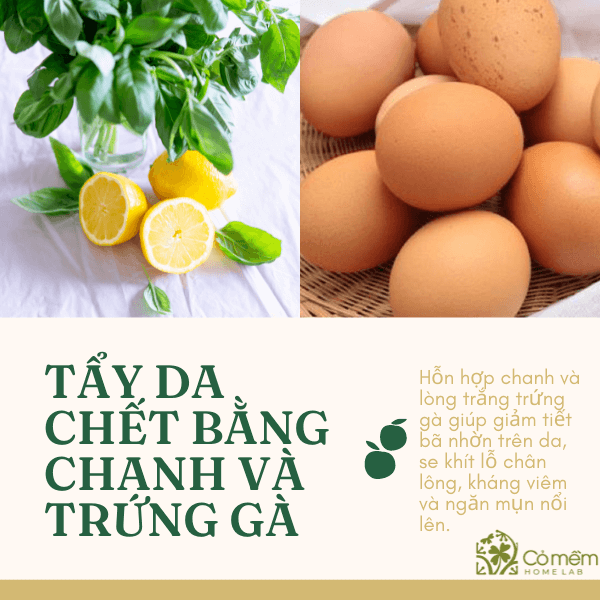 TẨY DA
CHẾT BẰNG
CHANH VÀ
TRỨNG GÀ
Hỗn hợp chanh và
lòng trắng trứng
gà giúp giảm tiết
bã nhờn trên da,
se khít lỗ chân
lông, kháng viêm
và ngăn mụn nổi
lên.
Cỏ mềm
HOME LAB